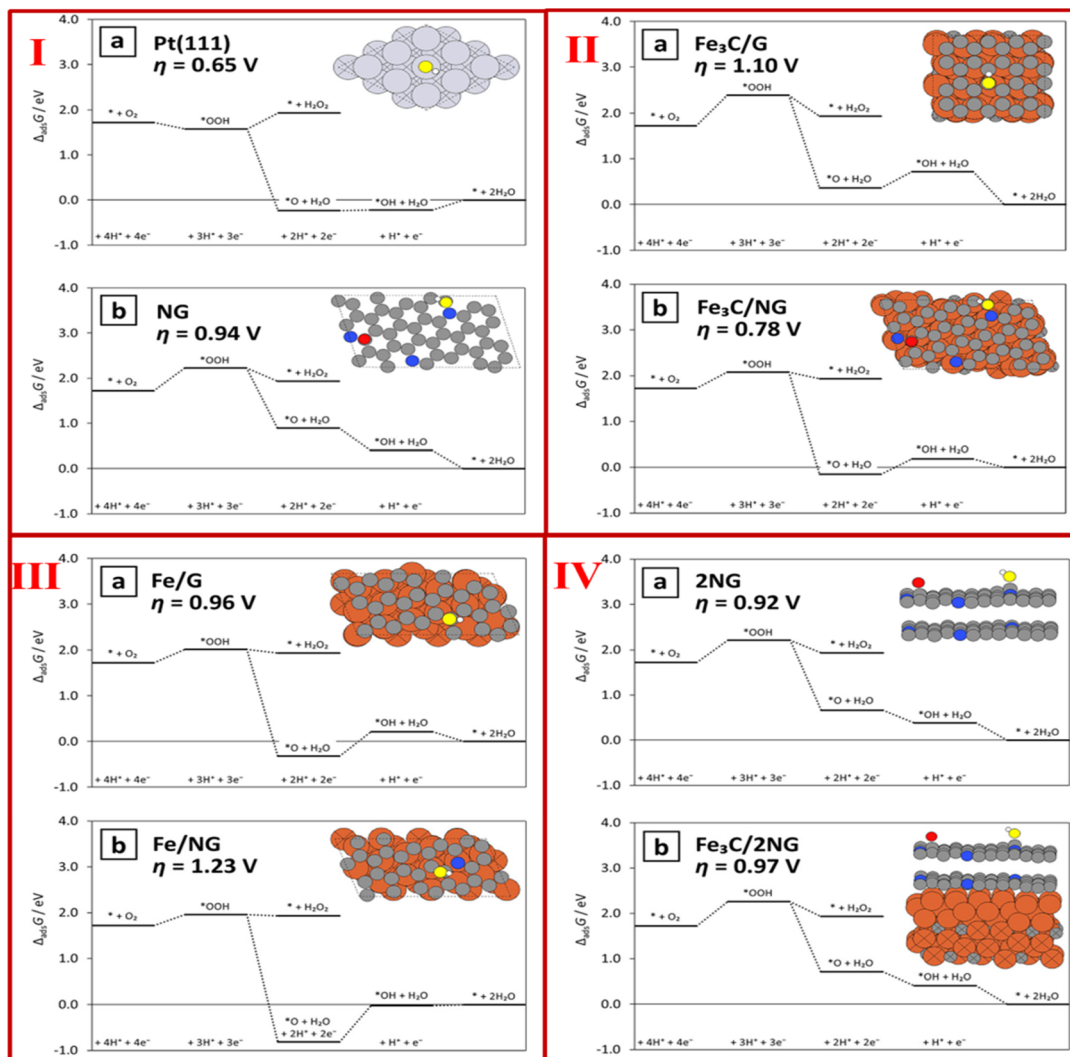 I
a
Pt(111)
η = 0.65 V
4.0
3.0
2.0
1.0
0.0
-1.0
ΔadsG / eV
* + O₂
*OOH
* + H₂O₂
*O + H₂O
*OH + H₂O
* + 2H₂O
+ 4H⁺ + 4e⁻
+ 3H⁺ + 3e⁻
+ 2H⁺ + 2e⁻
+ H⁺ + e⁻
b
NG
η = 0.94 V
4.0
3.0
2.0
1.0
0.0
-1.0
ΔadsG / eV
* + O₂
*OOH
* + H₂O₂
*O + H₂O
*OH + H₂O
* + 2H₂O
+ 4H⁺ + 4e⁻
+ 3H⁺ + 3e⁻
+ 2H⁺ + 2e⁻
+ H⁺ + e⁻
II
a
Fe₃C/G
η = 1.10 V
4.0
3.0
2.0
1.0
0.0
-1.0
ΔadsG / eV
* + O₂
*OOH
* + H₂O₂
*O + H₂O
*OH + H₂O
* + 2H₂O
+ 4H⁺ + 4e⁻
+ 3H⁺ + 3e⁻
+ 2H⁺ + 2e⁻
+ H⁺ + e⁻
b
Fe₃C/NG
η = 0.78 V
4.0
3.0
2.0
1.0
0.0
-1.0
ΔadsG / eV
* + O₂
*OOH
* + H₂O₂
*O + H₂O
*OH + H₂O
* + 2H₂O
+ 4H⁺ + 4e⁻
+ 3H⁺ + 3e⁻
+ 2H⁺ + 2e⁻
+ H⁺ + e⁻
III
a
Fe/G
η = 0.96 V
4.0
3.0
2.0
1.0
0.0
-1.0
ΔadsG / eV
* + O₂
*OOH
* + H₂O₂
*O + H₂O
*OH + H₂O
* + 2H₂O
+ 4H⁺ + 4e⁻
+ 3H⁺ + 3e⁻
+ 2H⁺ + 2e⁻
+ H⁺ + e⁻
b
Fe/NG
η = 1.23 V
4.0
3.0
2.0
1.0
0.0
-1.0
ΔadsG / eV
* + O₂
*OOH
* + H₂O₂
*O + H₂O
+ 2H⁺ + 2e⁻
*OH + H₂O
* + 2H₂O
+ 4H⁺ + 4e⁻
+ 3H⁺ + 3e⁻
+ H⁺ + e⁻
IV
a
2NG
η = 0.92 V
4.0
3.0
2.0
1.0
0.0
-1.0
ΔadsG / eV
* + O₂
*OOH
* + H₂O₂
*O + H₂O
*OH + H₂O
* + 2H₂O
+ 4H⁺ + 4e⁻
+ 3H⁺ + 3e⁻
+ 2H⁺ + 2e⁻
+ H⁺ + e⁻
b
Fe₃C/2NG
η = 0.97 V
4.0
3.0
2.0
1.0
0.0
-1.0
ΔadsG / eV
* + O₂
*OOH
* + H₂O₂
*O + H₂O
*OH + H₂O
* + 2H₂O
+ 4H⁺ + 4e⁻
+ 3H⁺ + 3e⁻
+ 2H⁺ + 2e⁻
+ H⁺ + e⁻